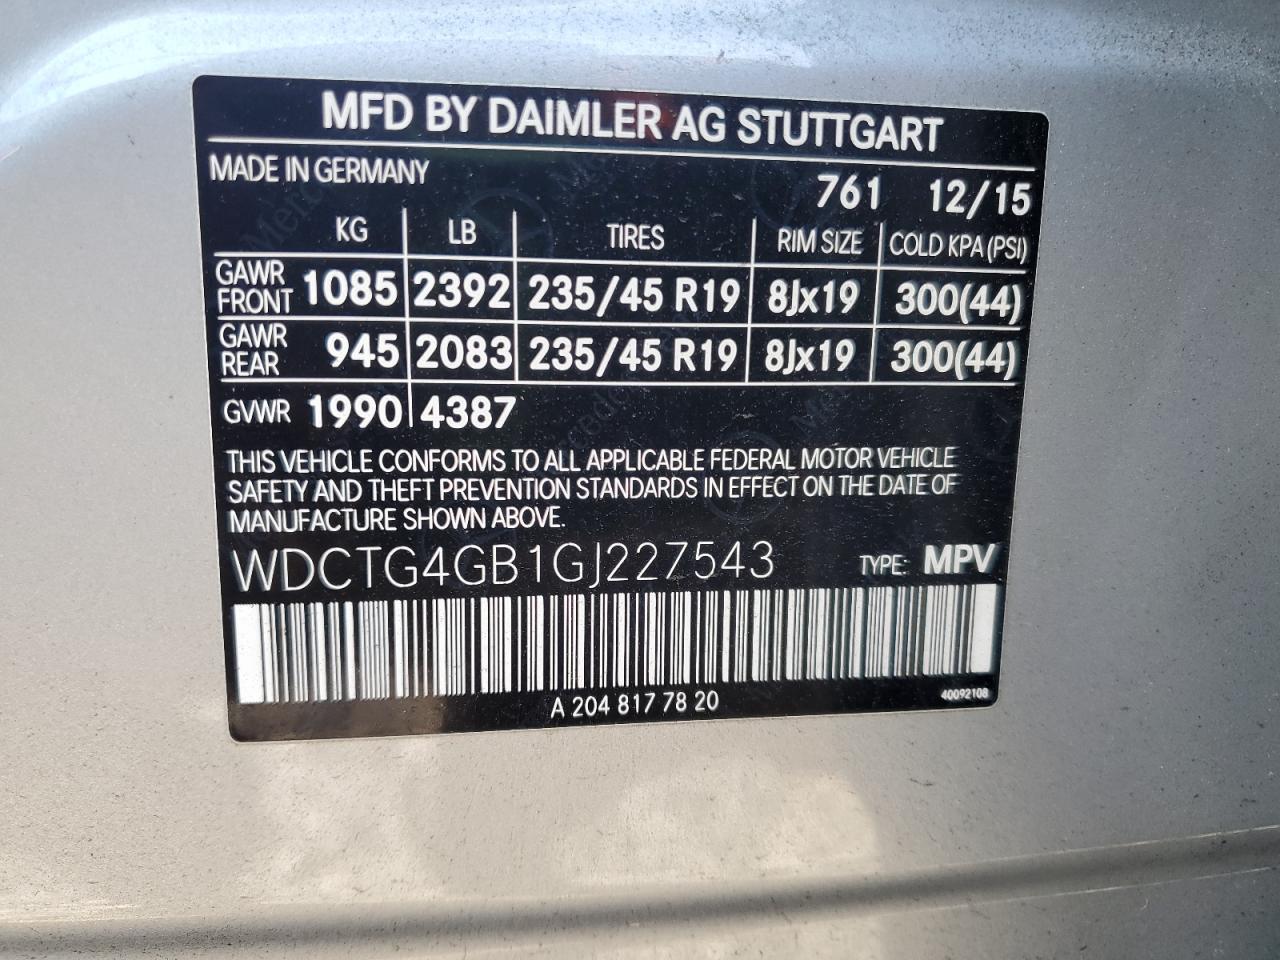 MFD BY DAIMLER AG STUTTGART
MADE IN GERMANY
761 12/15
KG LB TIRES RIM SIZE COLD KPA (PSI)
GAWR FRONT 1085 2392 235/45 R19 8Jx19 300(44)
GAWR REAR 945 2083 235/45 R19 8Jx19 300(44)
GVWR 1990 4387
THIS VEHICLE CONFORMS TO ALL APPLICABLE FEDERAL MOTOR VEHICLE
SAFETY AND THEFT PREVENTION STANDARDS IN EFFECT ON THE DATE OF
MANUFACTURE SHOWN ABOVE.
WDCTG4GB1GJ227543 TYPE: MPV
A 204 817 78 20
40092108